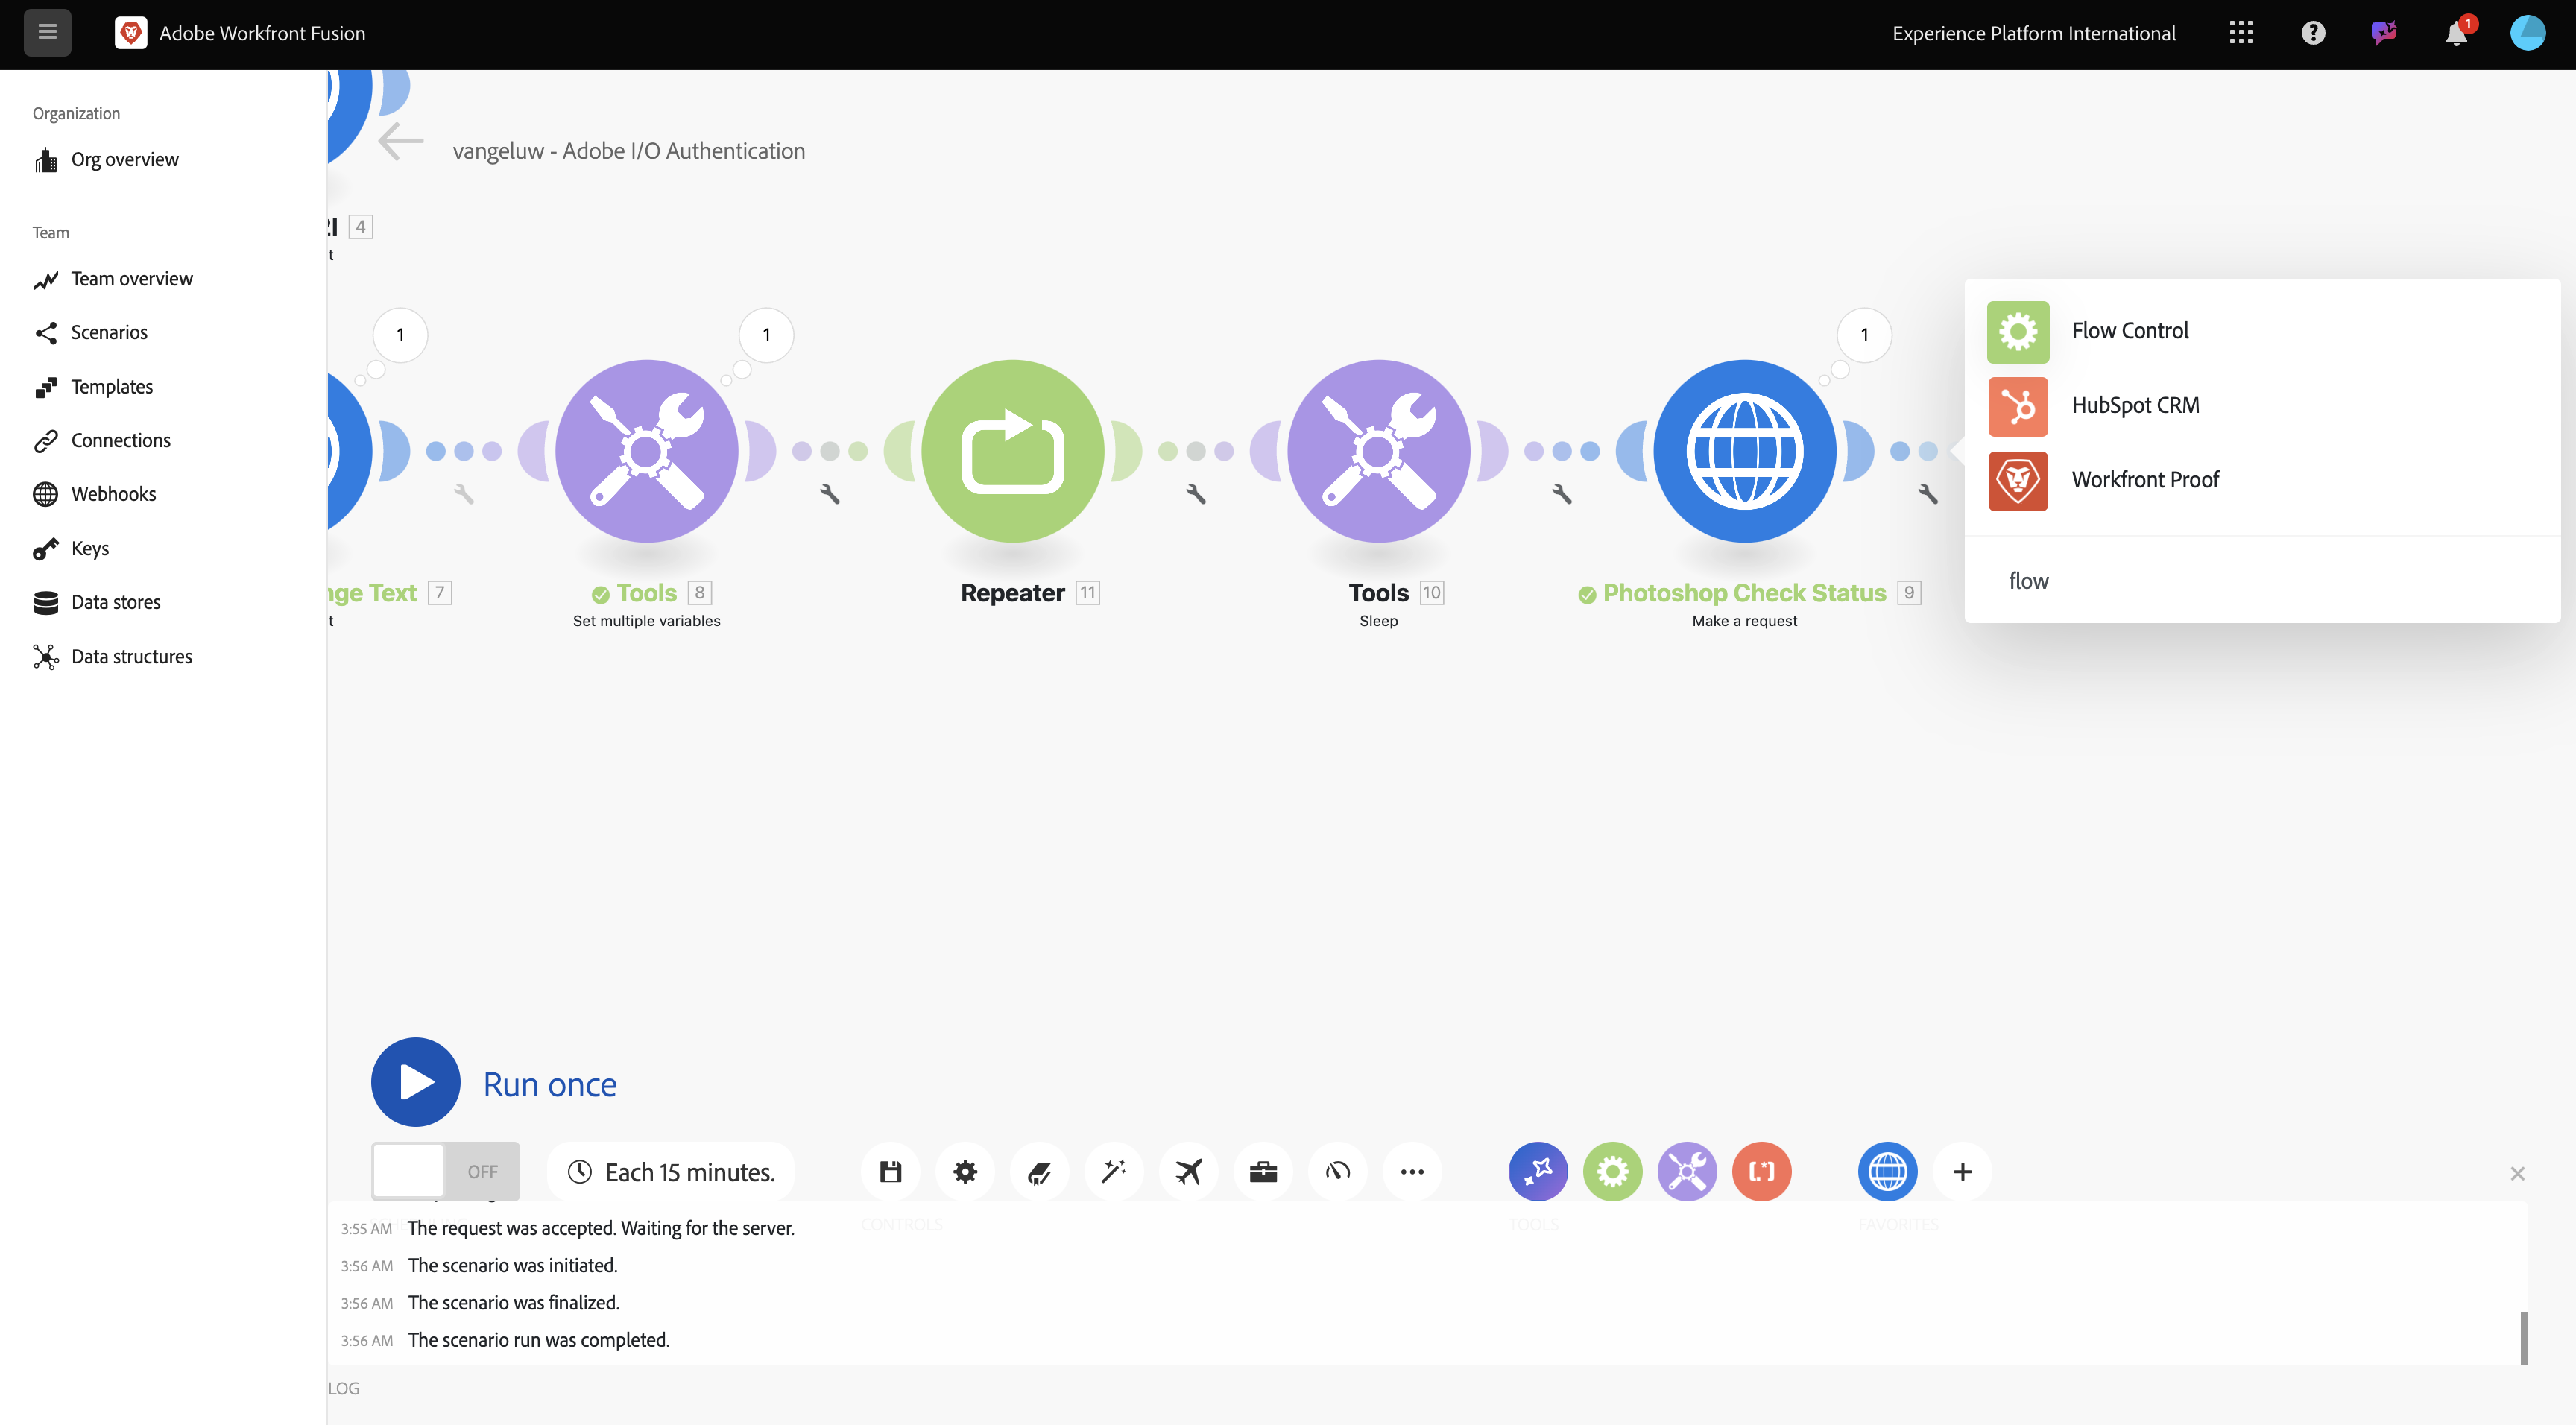 Adobe Workfront Fusion
Experience Platform International
1
Organization
Org overview
Team
Team overview
Scenarios
Templates
Connections
Webhooks
Keys
Data stores
Data structures
vangeluw - Adobe I/O Authentication
4
t
1
1
1
nge Text 7
t
Tools 8
Set multiple variables
Repeater 11
Tools 10
Sleep
Photoshop Check Status 9
Make a request
Flow Control
HubSpot CRM
Workfront Proof
flow
Run once
OFF
Each 15 minutes.
CONTROLS
TOOLS
FAVORITES
3:55 AM The request was accepted. Waiting for the server.
3:56 AM The scenario was initiated.
3:56 AM The scenario was finalized.
3:56 AM The scenario run was completed.
LOG